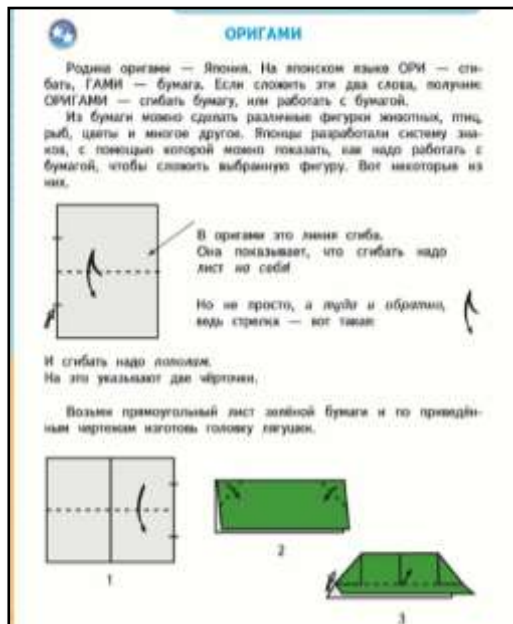 ОРИГАМИ
Родина оригами — Япония. На японском языке ОРИ — сги-
бать, ГАМИ — бумага. Если сложить эти два слова, получим:
ОРИГАМИ — сгибать бумагу, или работать с бумагой.
Из бумаги можно сделать различные фигурки животных, птиц,
рыб, цветы и многое другое. Японцы разработали систему зна-
ков, с помощью которой можно показать, как надо работать с
бумагой, чтобы сложить выбранную фигуру. Вот некоторые из
них.
В оригами это линия сгиба.
Она показывает, что сгибать надо
лист на себя!
Но не просто, а туда и обратно,
ведь стрелка — вот такая:
И сгибать надо пополам.
На это указывают две чёрточки.
Возьми прямоугольный лист зелёной бумаги и по приведён-
ным чертежам изготовь головку лягушки.
1
2
3